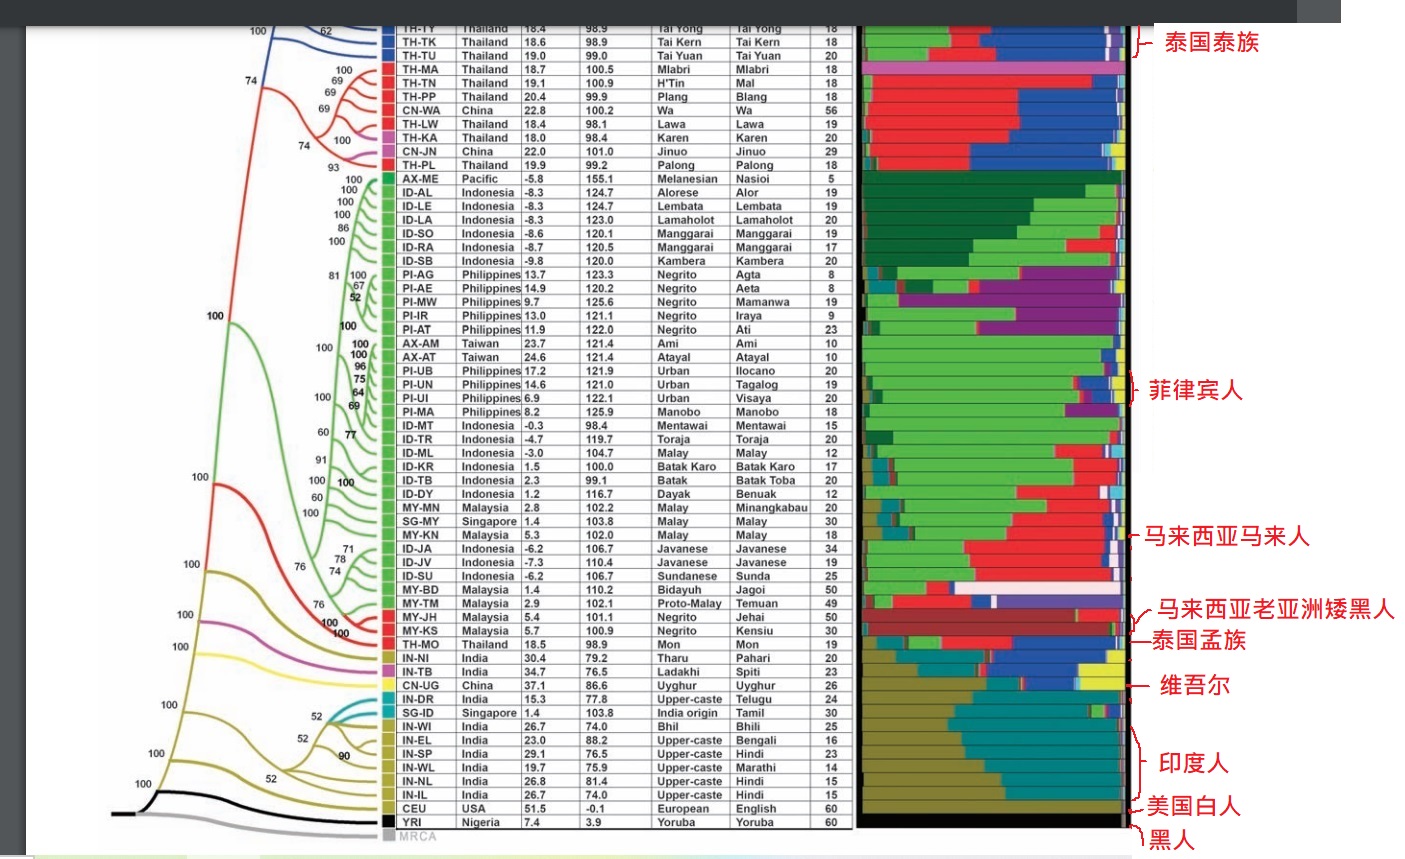 TH-TY Thailand 18.4 98.9 Tai Yong Tai Yong 18
TH-TK Thailand 18.6 98.9 Tai Kern Tai Kern 18 泰国泰族
TH-TU Thailand 19.0 99.0 Tai Yuan Tai Yuan 20
TH-MA Thailand 18.7 100.5 Mlabri Mlabri 18
TH-TN Thailand 19.1 100.9 H'Tin Mal 18
TH-PP Thailand 20.4 99.9 Plang Blang 18
CN-WA China 22.8 100.2 Wa Wa 56
TH-LW Thailand 18.4 98.1 Lawa Lawa 19
TH-KA Thailand 18.0 98.4 Karen Karen 20
CN-JN China 22.0 101.0 Jinuo Jinuo 29
TH-PL Thailand 19.9 99.2 Palong Palong 18
AX-ME Pacific -5.8 155.1 Melanesian Nasioi 5
ID-AL Indonesia -8.3 124.7 Alorese Alor 19
ID-LE Indonesia -8.3 124.7 Lembata Lembata 19
ID-LA Indonesia -8.3 123.0 Lamaholot Lamaholot 20
ID-SO Indonesia -8.6 120.1 Manggarai Manggarai 19
ID-RA Indonesia -8.7 120.5 Manggarai Manggarai 17
ID-SB Indonesia -9.8 120.0 Kambera Kambera 20
PI-AG Philippines 13.7 123.3 Negrito Agta 8
PI-AE Philippines 14.9 120.2 Negrito Aeta 8
PI-MW Philippines 9.7 125.6 Negrito Mamanwa 19
PI-IR Philippines 13.0 121.1 Negrito Iraya 9
PI-AT Philippines 11.9 122.0 Negrito Ati 23
AX-AM Taiwan 23.7 121.4 Ami Ami 10
AX-AT Taiwan 24.6 121.4 Atayal Atayal 10
PI-UB Philippines 17.2 121.9 Urban Ilocano 20
PI-UN Philippines 14.6 121.0 Urban Tagalog 19 菲律宾人
PI-UI Philippines 6.9 122.1 Urban Visaya 20
PI-MA Philippines 8.2 125.9 Manobo Manobo 18
ID-MT Indonesia -0.3 98.4 Mentawai Mentawai 15
ID-TR Indonesia -4.7 119.7 Toraja Toraja 20
ID-ML Indonesia -3.0 104.7 Malay Malay 12
ID-KR Indonesia 1.5 100.0 Batak Karo Batak Karo 17
ID-TB Indonesia 2.3 99.1 Batak Batak Toba 20
ID-DY Indonesia 1.2 116.7 Dayak Benuak 12
MY-MN Malaysia 2.8 102.2 Malay Minangkabau 20
SG-MY Singapore 1.4 103.8 Malay Malay 30
MY-KN Malaysia 5.3 102.0 Malay Malay 18 马来西亚马来人
ID-JA Indonesia -6.2 106.7 Javanese Javanese 34
ID-JV Indonesia -7.3 110.4 Javanese Javanese 19
ID-SU Indonesia -6.2 106.7 Sundanese Sunda 25
MY-BD Malaysia 1.4 110.2 Bidayuh Jagoi 50
MY-TM Malaysia 2.9 102.1 Proto-Malay Temuan 49
MY-JH Malaysia 5.4 101.1 Negrito Jehai 50 马来西亚老亚洲矮黑人
MY-KS Malaysia 5.7 100.9 Negrito Kensiu 30
TH-MO Thailand 18.5 98.9 Mon Mon 19 泰国孟族
IN-NI India 30.4 79.2 Tharu Pahari 20
IN-TB India 34.7 76.5 Ladakhi Spiti 23
CN-UG China 37.1 86.6 Uyghur Uyghur 26 维吾尔
IN-DR India 15.3 77.8 Upper-caste Telugu 24
SG-ID Singapore 1.4 103.8 India origin Tamil 30
IN-WI India 26.7 74.0 Bhil Bhili 25
IN-EL India 23.0 88.2 Upper-caste Bengali 16
IN-SP India 29.1 76.5 Upper-caste Hindi 23 印度人
IN-WL India 19.7 75.9 Upper-caste Marathi 14
IN-NL India 26.8 81.4 Upper-caste Hindi 15
IN-IL India 26.7 74.0 Upper-caste Hindi 15
CEU USA 51.5 -0.1 European English 60 美国白人
YRI Nigeria 7.4 3.9 Yoruba Yoruba 60
MRCA 黑人
100
62
74
100
69
69
69
100
74
93
100
100
100
100
86
100
81
100
67
52
100
100
100
100
96
75
64
100
69
60
77
91
100
100
60
100
71
78
74
76
76
100
100
100
100
100
100
100
100
52
52
90
52
100
100